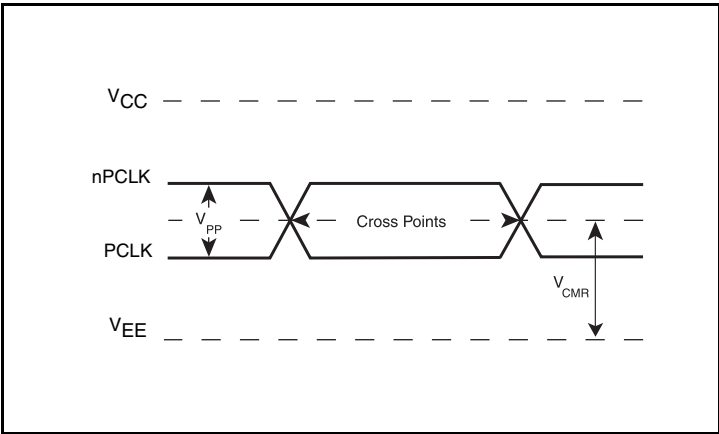 VCC
nPCLK
VPP
Cross Points
PCLK
VCMR
VEE